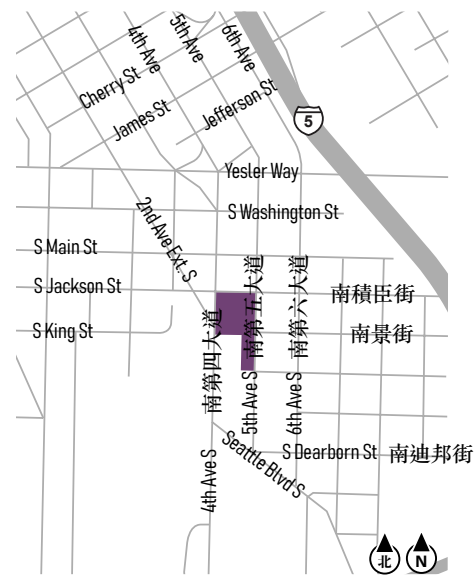 4th Ave
5th Ave
6th Ave
Cherry St
James St
Jefferson St
5
Yesler Way
S Washington St
2nd Ave Ext. S
S Main St
S Jackson St
S King St
南積臣街
南景街
南第四大道
南第五大道
南第六大道
5th Ave S
6th Ave S
4th Ave S
Seattle Blvd S
S Dearborn St 南迪邦街
北 N